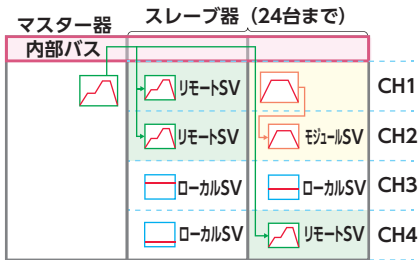 マスター器
スレーブ器（24台まで）
内部バス
リモートSV
CH1
リモートSV
モジュールSV
CH2
ローカルSV
ローカルSV
CH3
ローカルSV
リモートSV
CH4